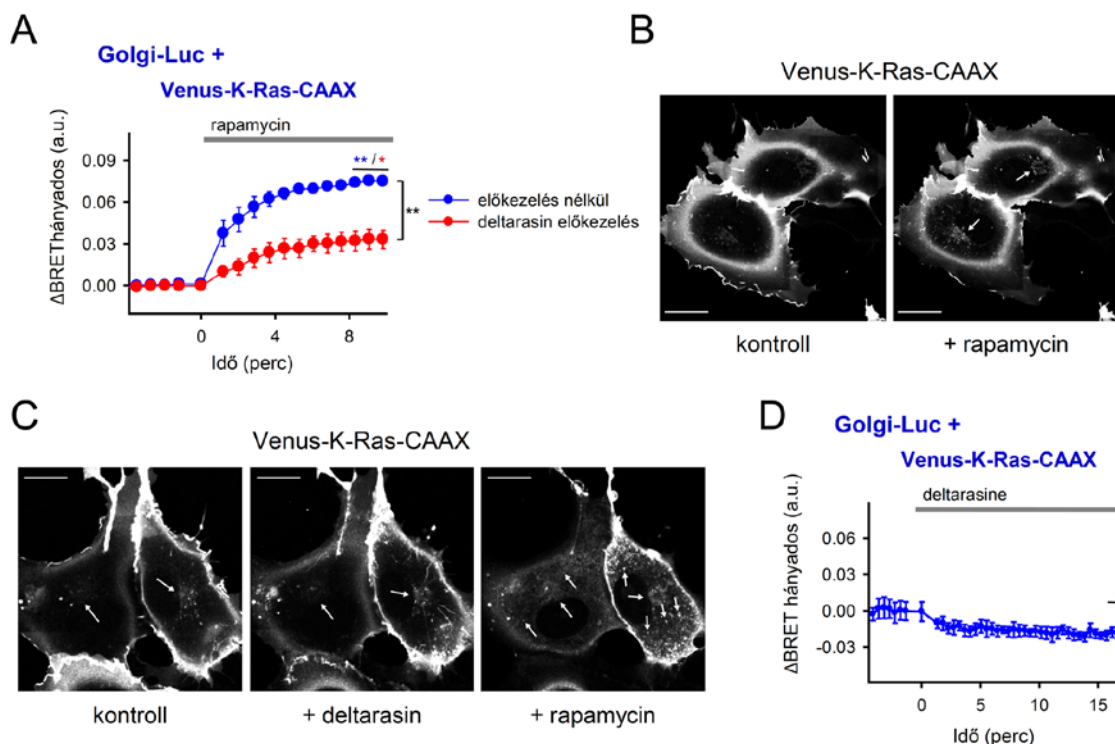 A
Golgi-Luc +
Venus-K-Ras-CAAX
rapamycin
0.09
0.06
0.03
0.00
ΔBREThányados (a.u.)
** / *
**
előkezelés nélkül
deltarasin előkezelés
0 4 8
Idő (perc)
B
Venus-K-Ras-CAAX
kontroll
+ rapamycin
C
Venus-K-Ras-CAAX
kontroll
+ deltarasin
+ rapamycin
D
Golgi-Luc +
Venus-K-Ras-CAAX
deltarasine
0.06
0.03
0.00
-0.03
ΔBRET hányados (a.u.)
0 5 10 15
Idő (perc)